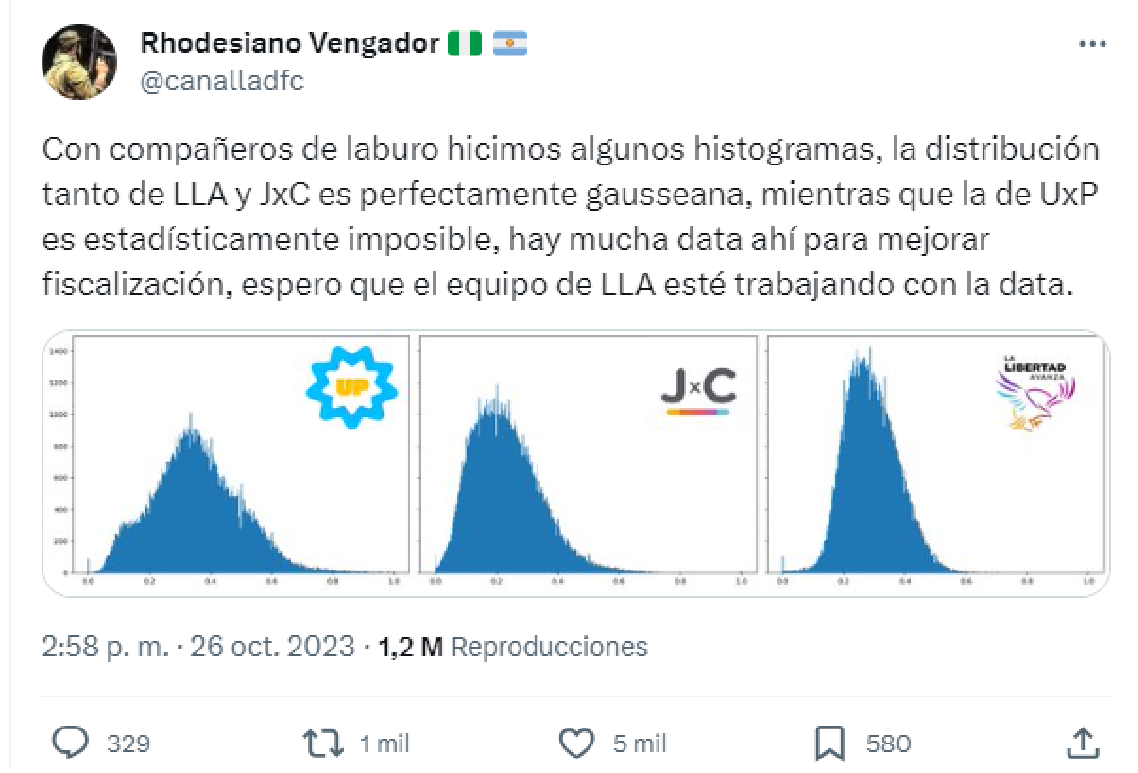 Rhodesiano Vengador
@canalladfc
Con compañeros de laburo hicimos algunos histogramas, la distribución
tanto de LLA y JxC es perfectamente gausseana, mientras que la de UxP
es estadísticamente imposible, hay mucha data ahí para mejorar
fiscalización, espero que el equipo de LLA esté trabajando con la data.
UP
JxC
LA
LIBERTAD
AVANZA
1400
1200
1000
800
600
400
200
0
0.0 0.2 0.4 0.6 0.8 1.0
0.0 0.2 0.4 0.6 0.8 1.0
0.0 0.2 0.4 0.6 0.8 1.0
2:58 p. m. · 26 oct. 2023 · 1,2 M Reproducciones
329 1 mil 5 mil 580